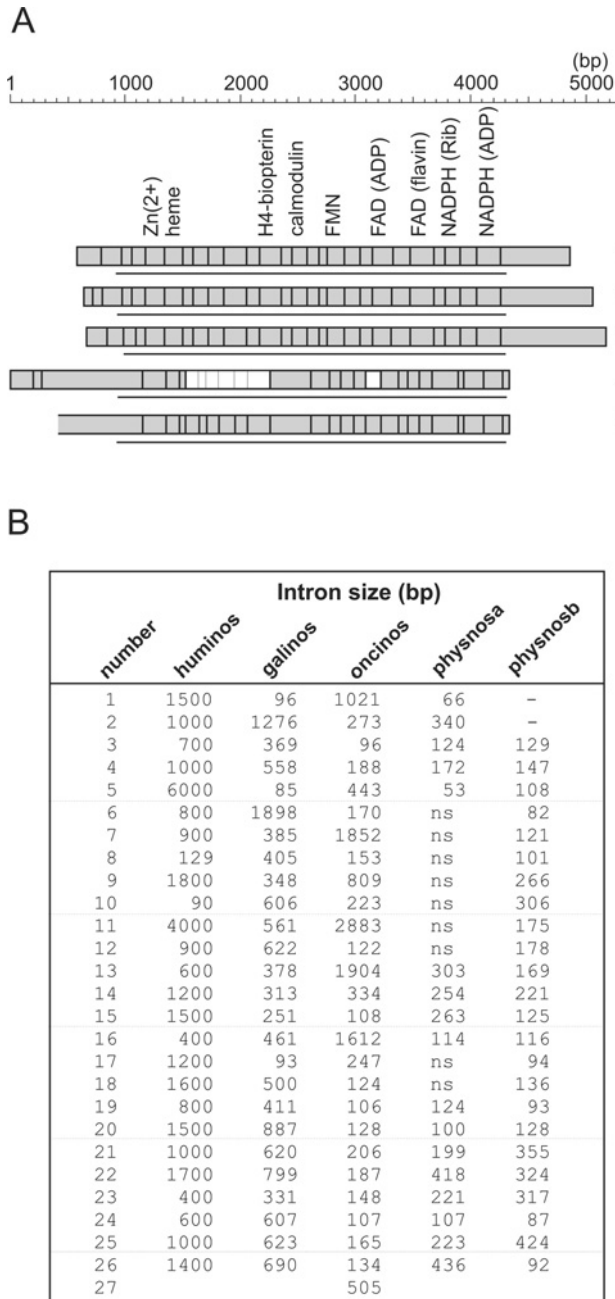 A
(bp)
1 1000 2000 3000 4000 5000
Zn(2+)
heme
H4-biopterin
calmodulin
FMN
FAD (ADP)
FAD (flavin)
NADPH (Rib)
NADPH (ADP)
B
Intron size (bp)
number huminos galinos oncinos physnosa physnosb
1 1500 96 1021 66 –
2 1000 1276 273 340 –
3 700 369 96 124 129
4 1000 558 188 172 147
5 6000 85 443 53 108
6 800 1898 170 ns 82
7 900 385 1852 ns 121
8 129 405 153 ns 101
9 1800 348 809 ns 266
10 90 606 223 ns 306
11 4000 561 2883 ns 175
12 900 622 122 ns 178
13 600 378 1904 303 169
14 1200 313 334 254 221
15 1500 251 108 263 125
16 400 461 1612 114 116
17 1200 93 247 ns 94
18 1600 500 124 ns 136
19 800 411 106 124 93
20 1500 887 128 100 128
21 1000 620 206 199 355
22 1700 799 187 418 324
23 400 331 148 221 317
24 600 607 107 107 87
25 1000 623 165 223 424
26 1400 690 134 436 92
27 505